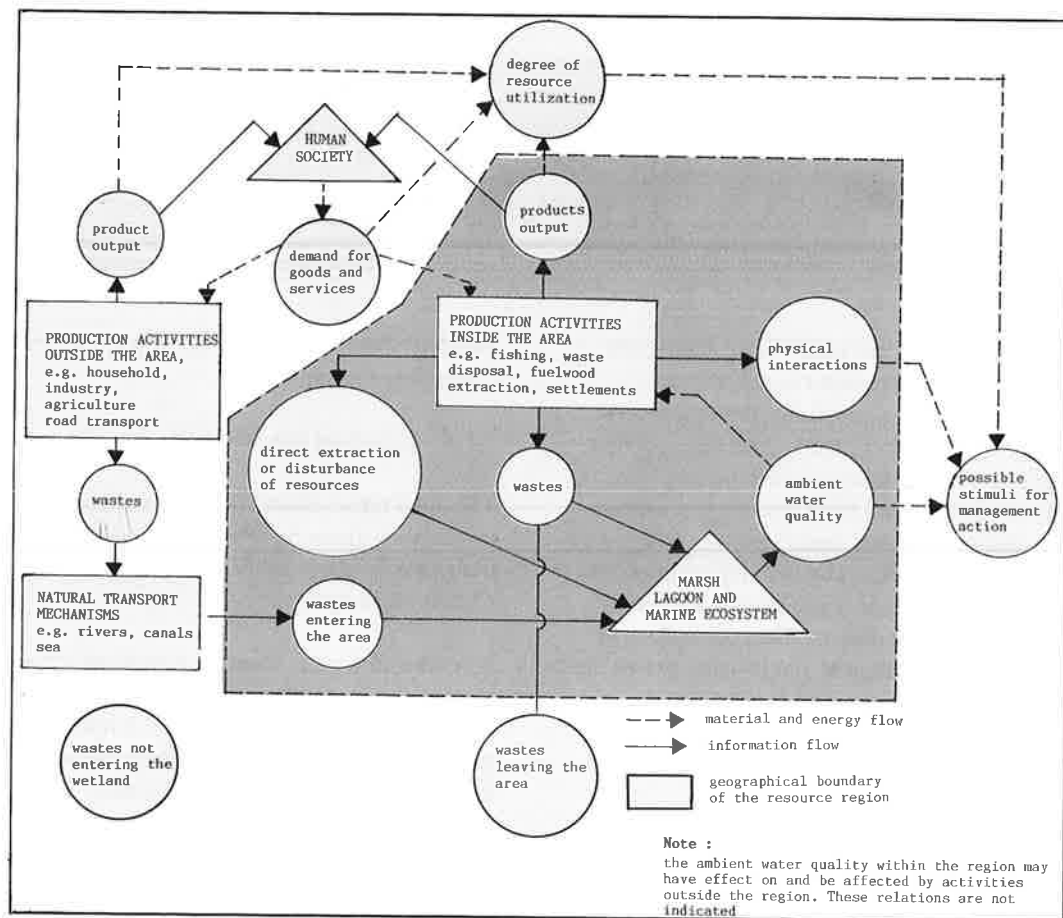 degree of
resource
utilization
HUMAN
SOCIETY
product
output
products
output
demand for
goods and
services
PRODUCTION ACTIVITIES
OUTSIDE THE AREA,
e.g. household,
industry,
agriculture
road transport
PRODUCTION ACTIVITIES
INSIDE THE AREA
e.g. fishing, waste
disposal, fuelwood
extraction, settlements
physical
interactions
direct extraction
or disturbance
of resources
wastes
wastes
ambient
water
quality
possible
stimuli for
management
action
NATURAL TRANSPORT
MECHANISMS
e.g. rivers, canals
sea
wastes
entering
the area
MARSH
LAGOON AND
MARINE ECOSYSTEM
wastes not
entering the
wetland
wastes
leaving the
area
material and energy flow
information flow
geographical boundary
of the resource region
Note :
the ambient water quality within the region may
have effect on and be affected by activities
outside the region. These relations are not
indicated